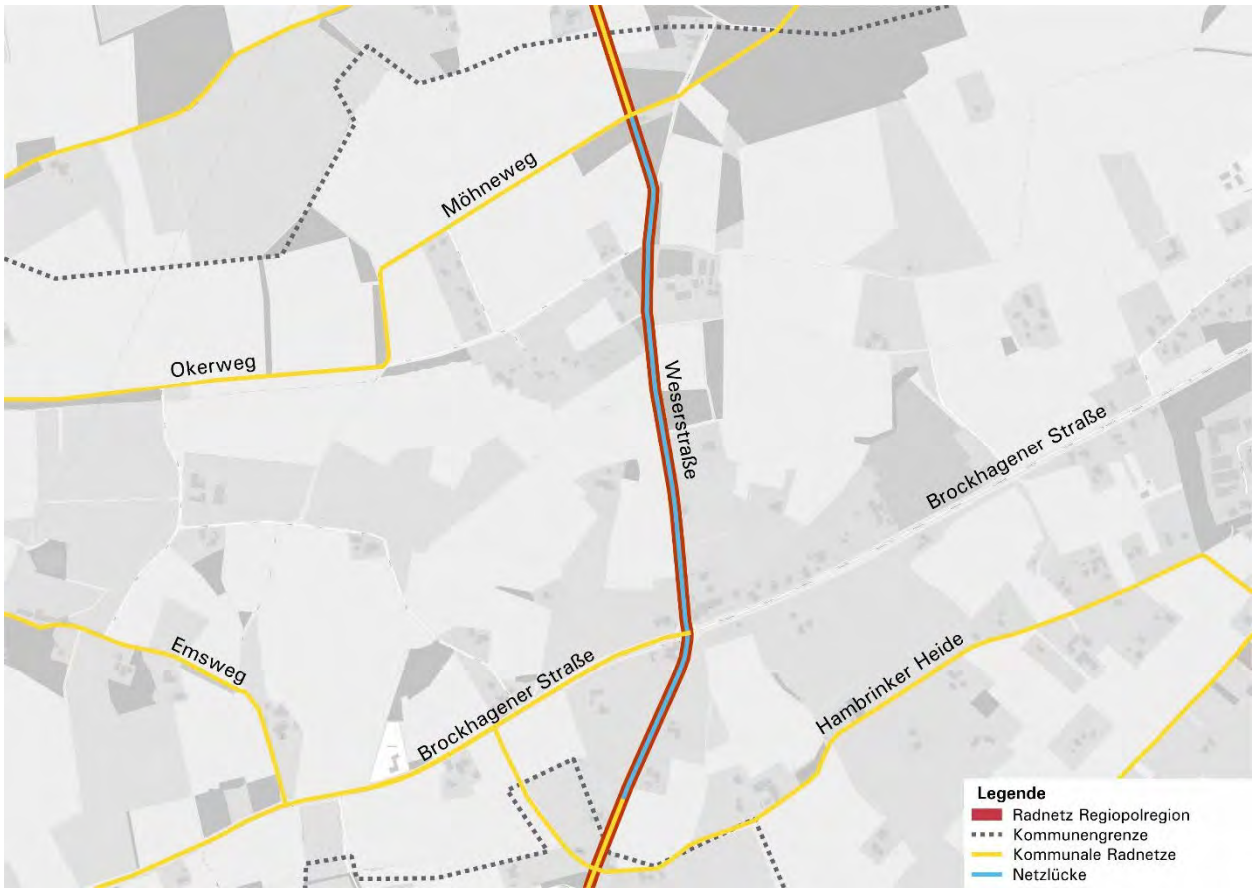 Möhneweg
Okerweg
Weserstraße
Brockhagener Straße
Emsweg
Brockhagener Straße
Hambrinker Heide
Legende
Radnetz Regiopolregion
Kommunengrenze
Kommunale Radnetze
Netzlücke